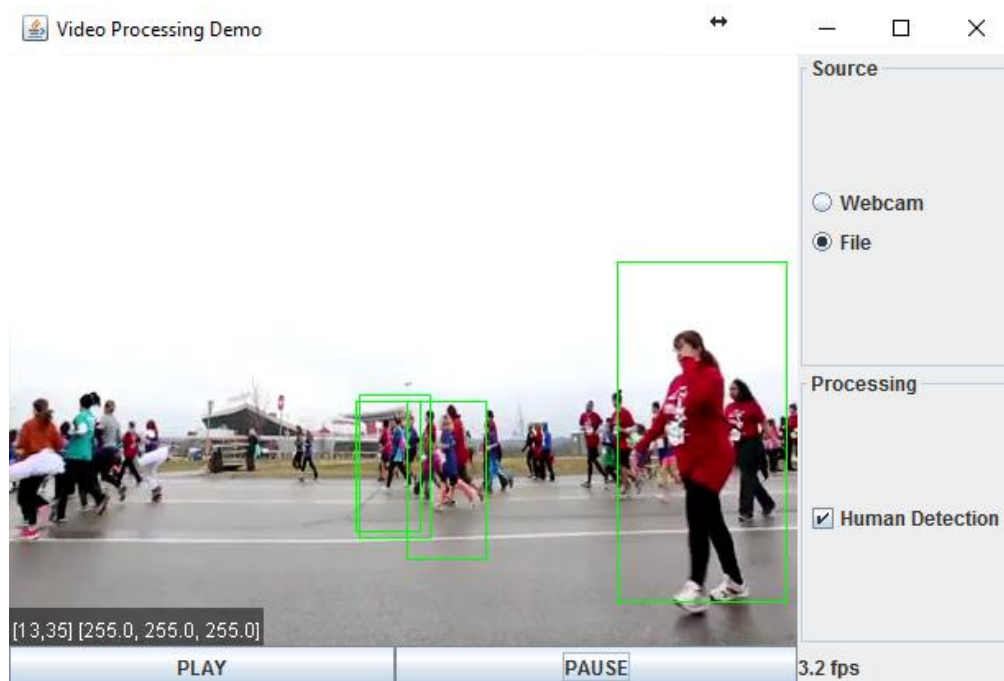 Video Processing Demo
Source
Webcam
File
Processing
Human Detection
[13,35] [255.0, 255.0, 255.0]
PLAY
PAUSE
3.2 fps